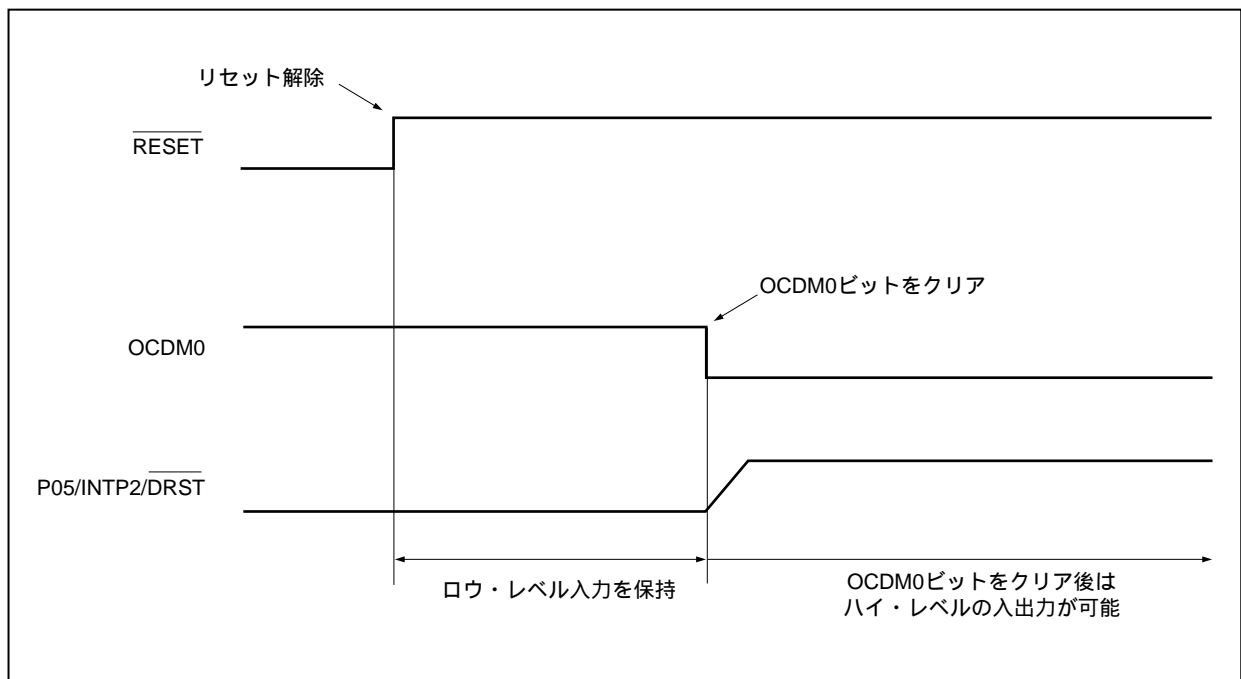 リセット解除
RESET
OCDM0ビットをクリア
OCDM0
P05/INTP2/DRST
ロウ・レベル入力を保持
OCDM0ビットをクリア後は
ハイ・レベルの入出力が可能